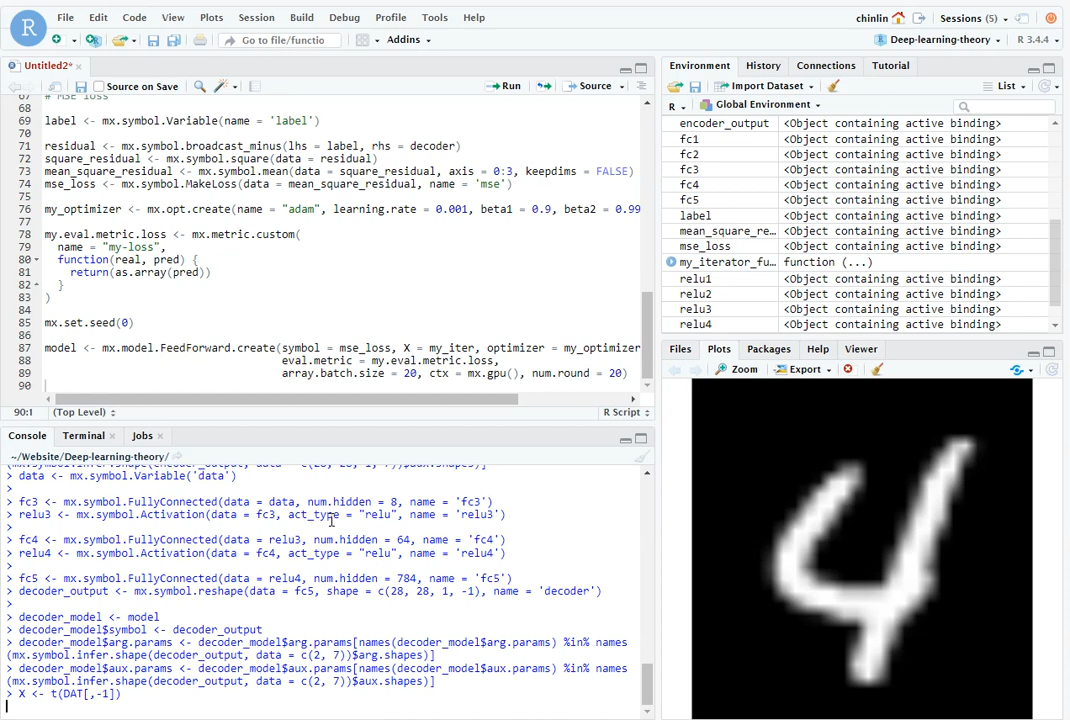 File Edit Code View Plots Session Build Debug Profile Tools Help
chinlin Sessions (5)
Go to file/functio Addins
Deep-learning-theory R 3.4.4
Untitled2*
Source on Save Run Source
67 # MSE loss
68
69 label <- mx.symbol.Variable(name = 'label')
70
71 residual <- mx.symbol.broadcast_minus(lhs = label, rhs = decoder)
72 square_residual <- mx.symbol.square(data = residual)
73 mean_square_residual <- mx.symbol.mean(data = square_residual, axis = 0:3, keepdims = FALSE)
74 mse_loss <- mx.symbol.MakeLoss(data = mean_square_residual, name = 'mse')
75
76 my_optimizer <- mx.opt.create(name = "adam", learning.rate = 0.001, beta1 = 0.9, beta2 = 0.99
77
78 my.eval.metric.loss <- mx.metric.custom(
79 name = "my-loss",
80 function(real, pred) {
81 return(as.array(pred))
82 }
83 )
84
85 mx.set.seed(0)
86
87 model <- mx.model.FeedForward.create(symbol = mse_loss, X = my_iter, optimizer = my_optimizer
88 eval.metric = my.eval.metric.loss,
89 array.batch.size = 20, ctx = mx.gpu(), num.round = 20)
90
90:1 (Top Level) R Script
Console Terminal Jobs
~/Website/Deep-learning-theory/
(mx.symbol.infer.shape(encoder_output, data = c(28, 28, 1, 7))$aux.shapes)]
> data <- mx.symbol.Variable('data')
>
> fc3 <- mx.symbol.FullyConnected(data = data, num.hidden = 8, name = 'fc3')
> relu3 <- mx.symbol.Activation(data = fc3, act_type = "relu", name = 'relu3')
>
> fc4 <- mx.symbol.FullyConnected(data = relu3, num.hidden = 64, name = 'fc4')
> relu4 <- mx.symbol.Activation(data = fc4, act_type = "relu", name = 'relu4')
>
> fc5 <- mx.symbol.FullyConnected(data = relu4, num.hidden = 784, name = 'fc5')
> decoder_output <- mx.symbol.reshape(data = fc5, shape = c(28, 28, 1, -1), name = 'decoder')
>
> decoder_model <- model
> decoder_model$symbol <- decoder_output
> decoder_model$arg.params <- decoder_model$arg.params[names(decoder_model$arg.params) %in% names
(mx.symbol.infer.shape(decoder_output, data = c(2, 7))$arg.shapes)]
> decoder_model$aux.params <- decoder_model$aux.params[names(decoder_model$aux.params) %in% names
(mx.symbol.infer.shape(decoder_output, data = c(2, 7))$aux.shapes)]
> X <- t(DAT[,-1])
Environment History Connections Tutorial
Import Dataset List
R Global Environment
encoder_output <Object containing active binding>
fc1 <Object containing active binding>
fc2 <Object containing active binding>
fc3 <Object containing active binding>
fc4 <Object containing active binding>
fc5 <Object containing active binding>
label <Object containing active binding>
mean_square_re… <Object containing active binding>
mse_loss <Object containing active binding>
my_iterator_fu… function (...)
relu1 <Object containing active binding>
relu2 <Object containing active binding>
relu3 <Object containing active binding>
relu4 <Object containing active binding>
Files Plots Packages Help Viewer
Zoom Export
4